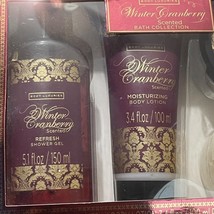 Winter Cranberry
Scented
BATH COLLECTION
BODY LUXURIES
Winter
Cranberry
Scented
REFRESH
SHOWER GEL
5.1 fl.oz/150 ml
BODY LUXURIES
Winter
Cranberry
Scented
MOISTURIZING
BODY LOTION
3.4 fl.oz/100 ml